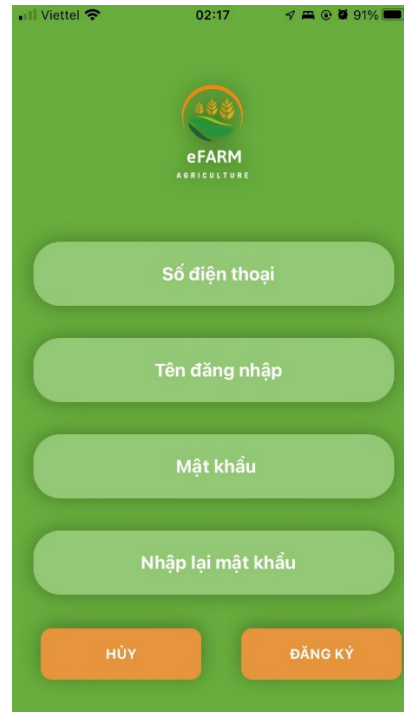 Viettel 02:17 91%
eFARM
AGRICULTURE
Số điện thoại
Tên đăng nhập
Mật khẩu
Nhập lại mật khẩu
HỦY ĐĂNG KÝ